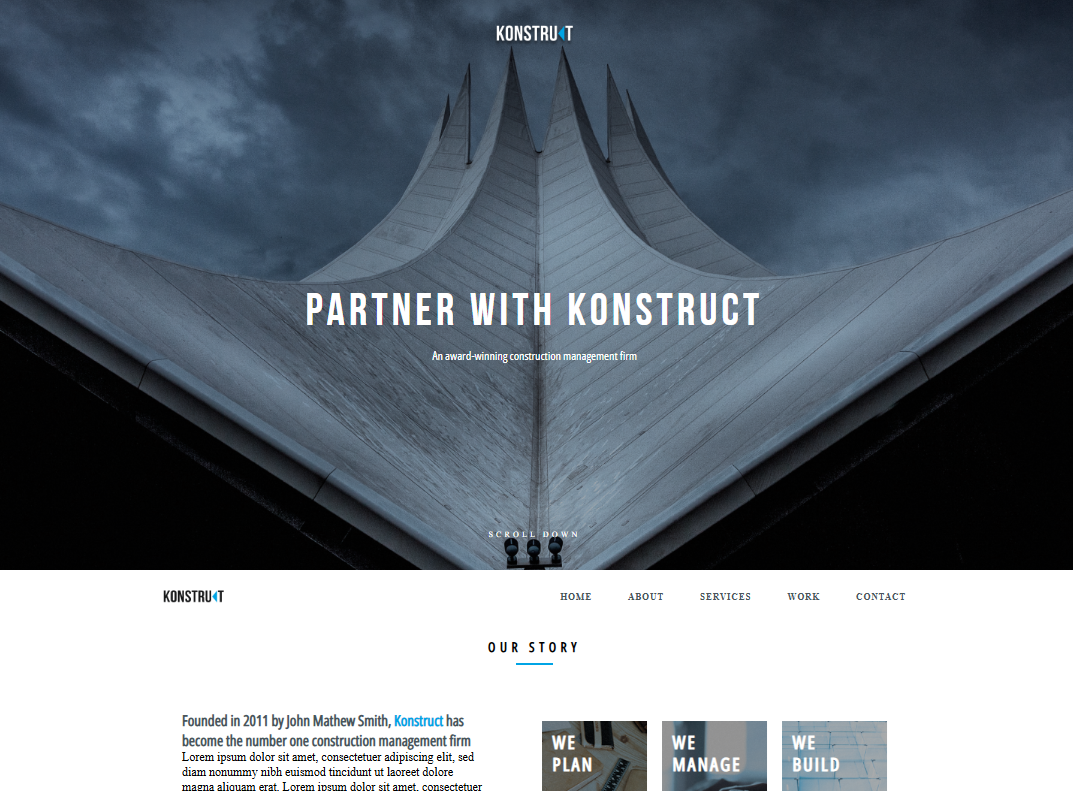 KONSTRUKT
PARTNER WITH KONSTRUCT
An award-winning construction management firm
SCROLL DOWN
KONSTRUKT
HOME ABOUT SERVICES WORK CONTACT
OUR STORY
Founded in 2011 by John Mathew Smith, Konstruct has
become the number one construction management firm
Lorem ipsum dolor sit amet, consectetuer adipiscing elit, sed
diam nonummy nibh euismod tincidunt ut laoreet dolore
magna aliquam erat. Lorem ipsum dolor sit amet, consectetuer
WE
PLAN
WE
MANAGE
WE
BUILD